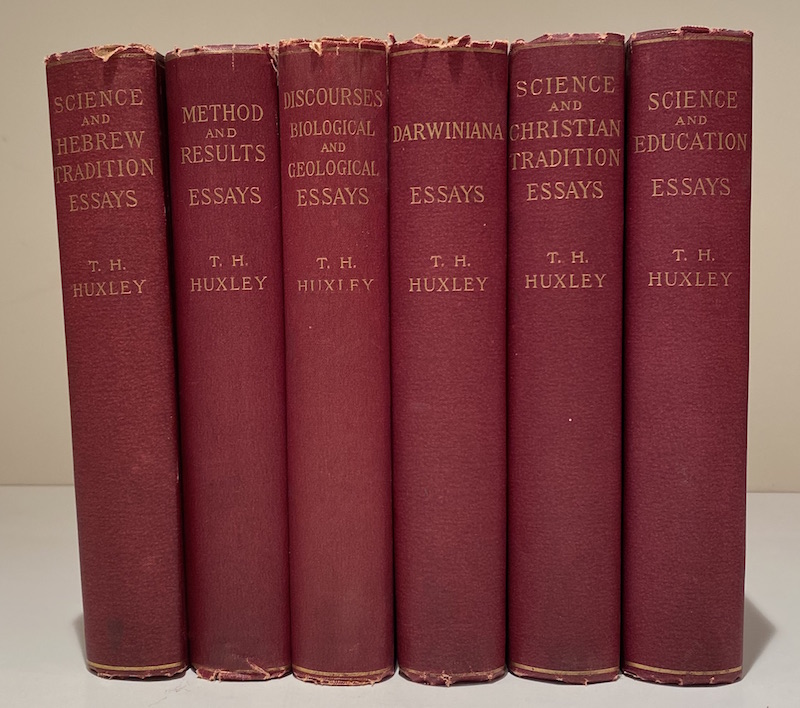 SCIENCE
AND
HEBREW
TRADITION
ESSAYS
T. H.
HUXLEY
METHOD
AND
RESULTS
ESSAYS
T. H.
HUXLEY
DISCOURSES
BIOLOGICAL
AND
GEOLOGICAL
ESSAYS
T. H.
HUXLEY
DARWINIANA
ESSAYS
T. H.
HUXLEY
SCIENCE
AND
CHRISTIAN
TRADITION
ESSAYS
T. H.
HUXLEY
SCIENCE
AND
EDUCATION
ESSAYS
T. H.
HUXLEY